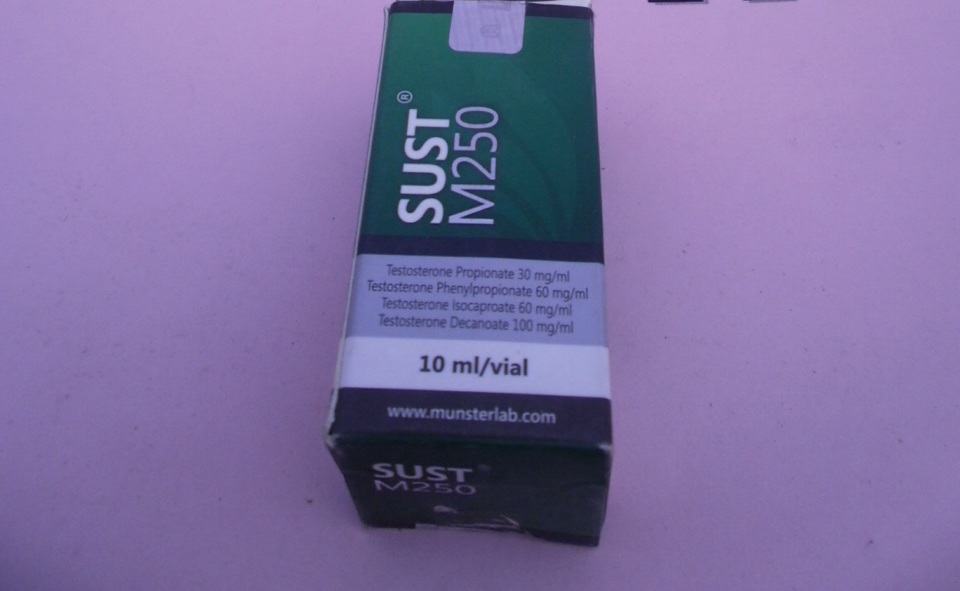 SUST®
M250
Testosterone Propionate 30 mg/ml
Testosterone Phenylpropionate 60 mg/ml
Testosterone Isocaproate 60 mg/ml
Testosterone Decanoate 100 mg/ml
10 ml/vial
www.munsterlab.com
SUST
M250